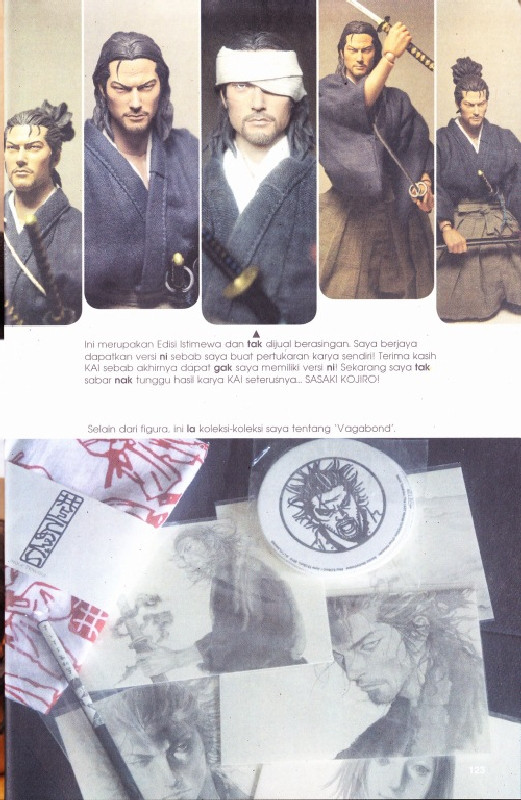 Ini merupakan Edisi Istimewa dan tak dijual berasingan. Saya berjaya
dapatkan versi ni sebab saya buat pertukaran karya sendiri! Terima kasih
KAI sebab akhirnya dapat gak saya memiliki versi ni! Sekarang saya tak
sabar nak tunggu hasil karya KAI seterusnya... SASAKI KOJIRO!
Selain dari figura, ini la koleksi-koleksi saya tentang 'Vagabond'.